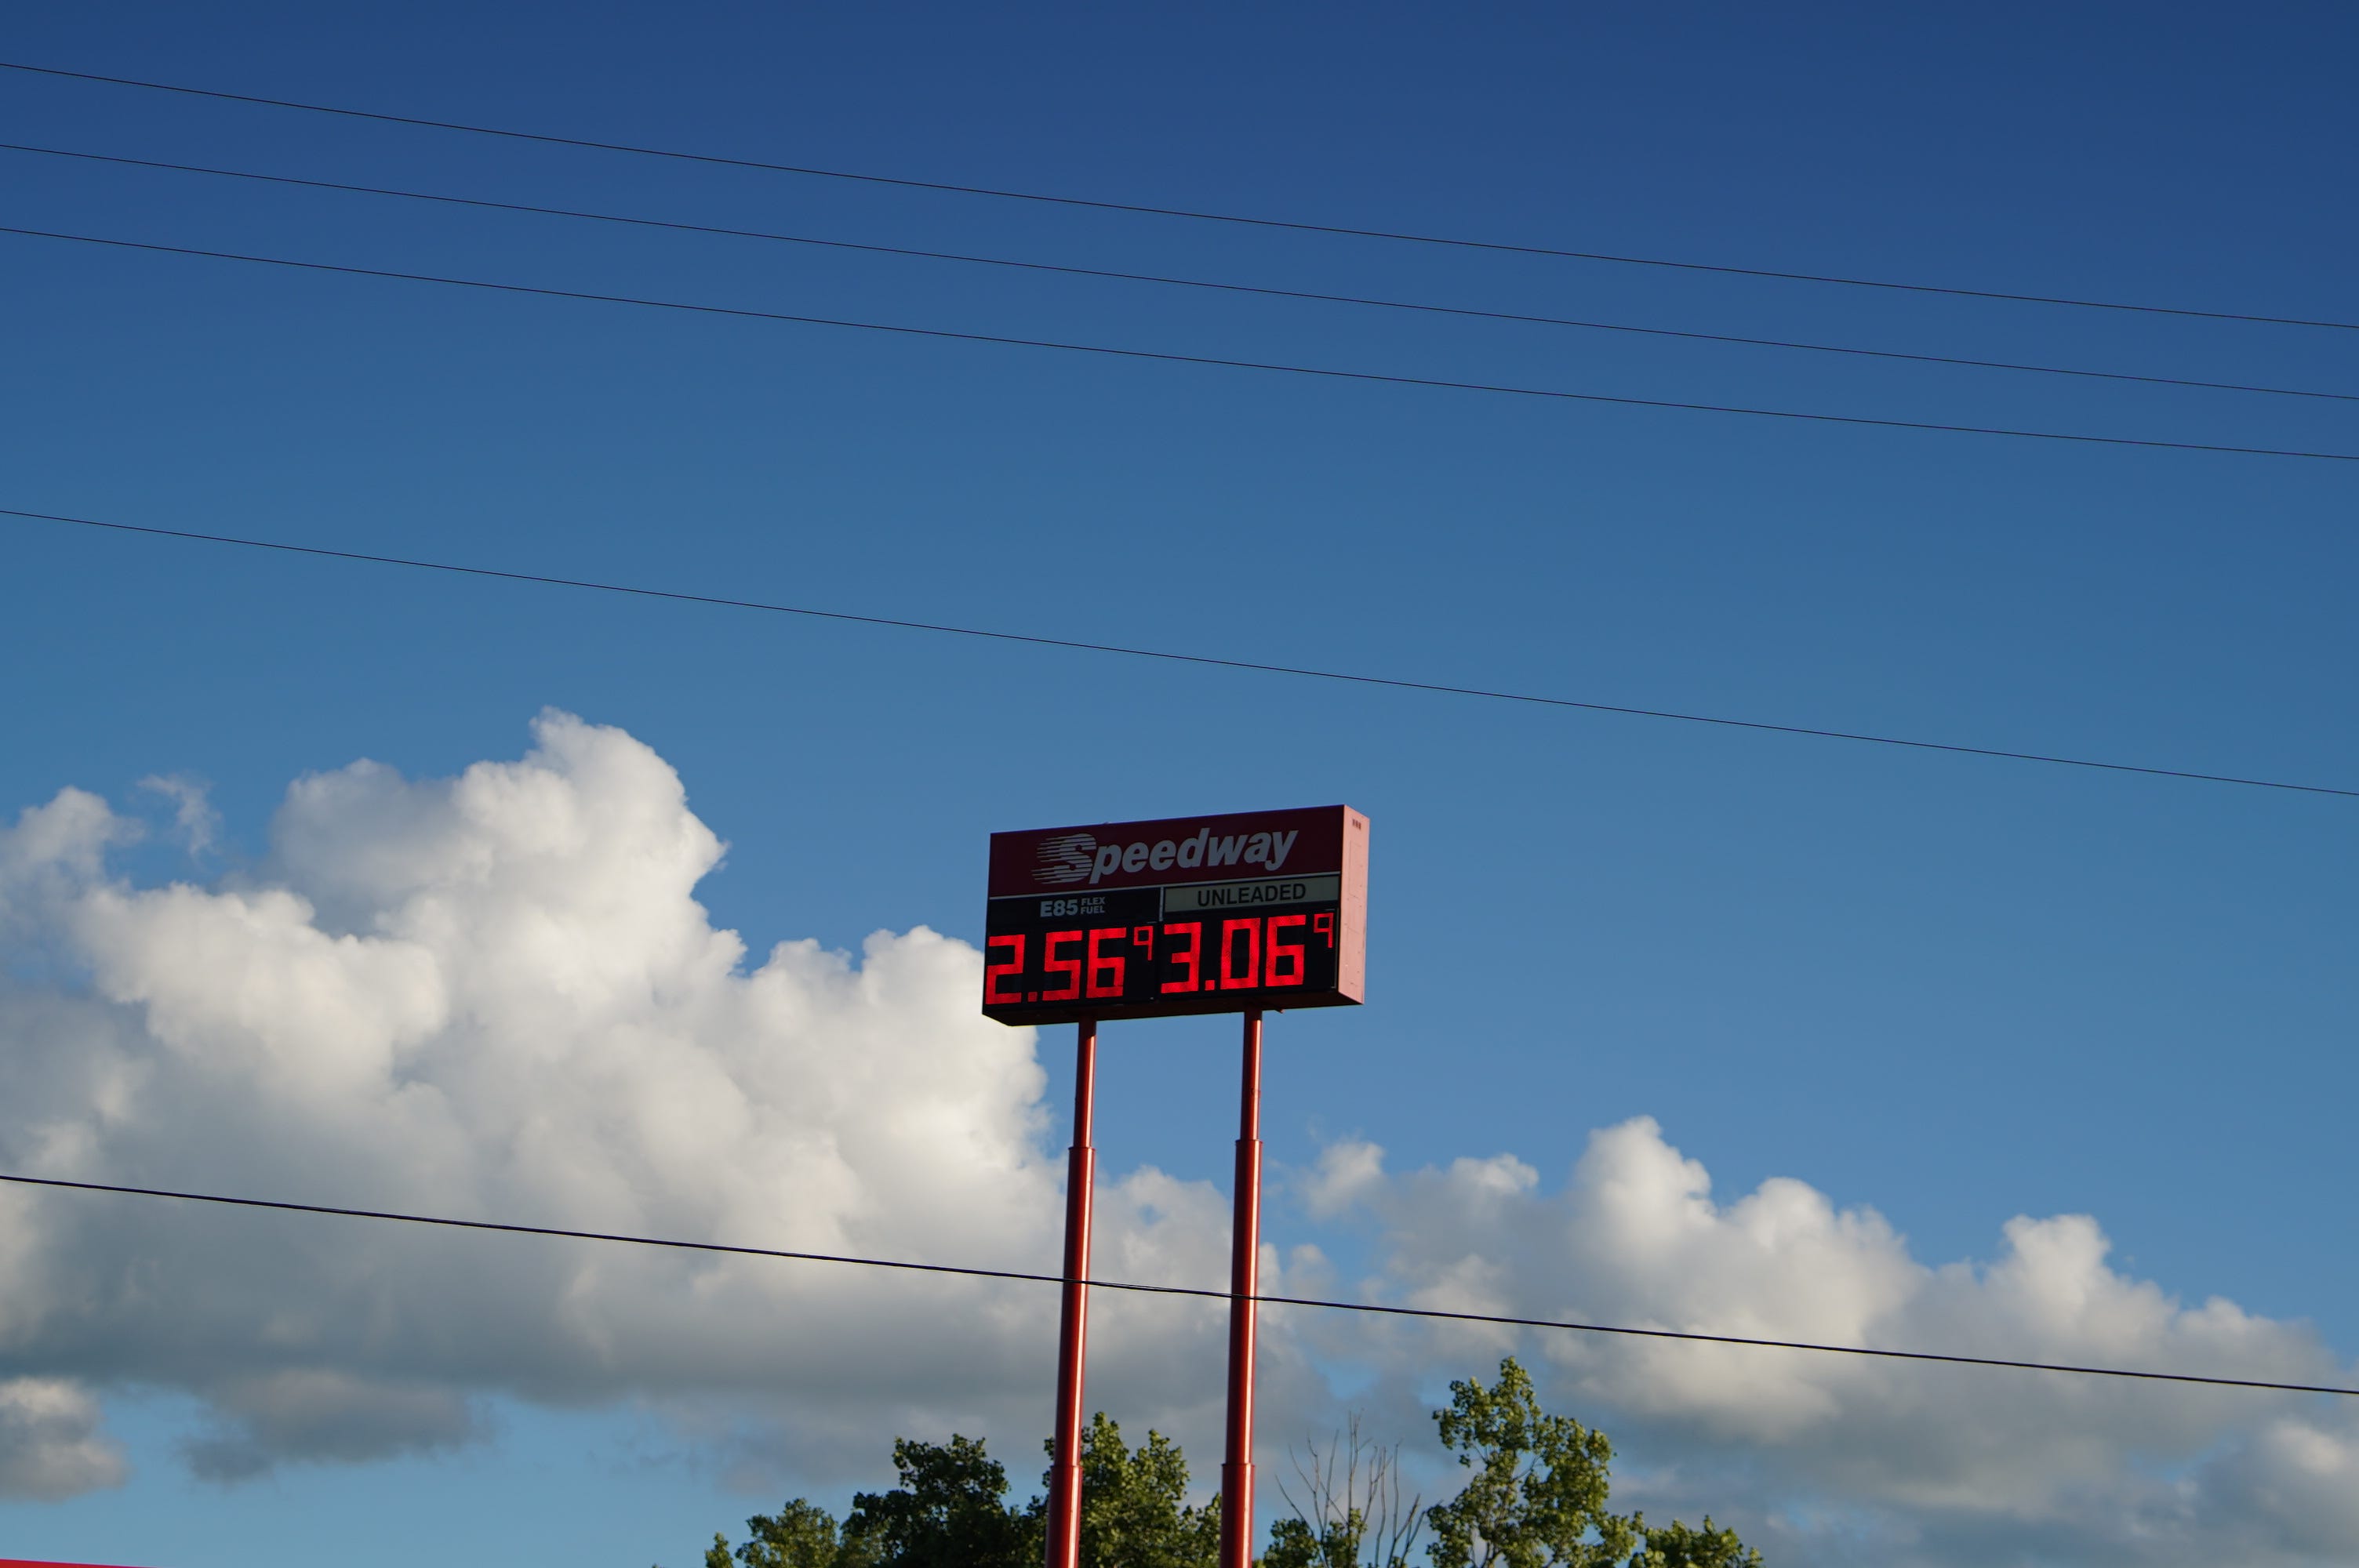 Speedway
E85 FLEX FUEL
UNLEADED
2.56 9
3.06 9